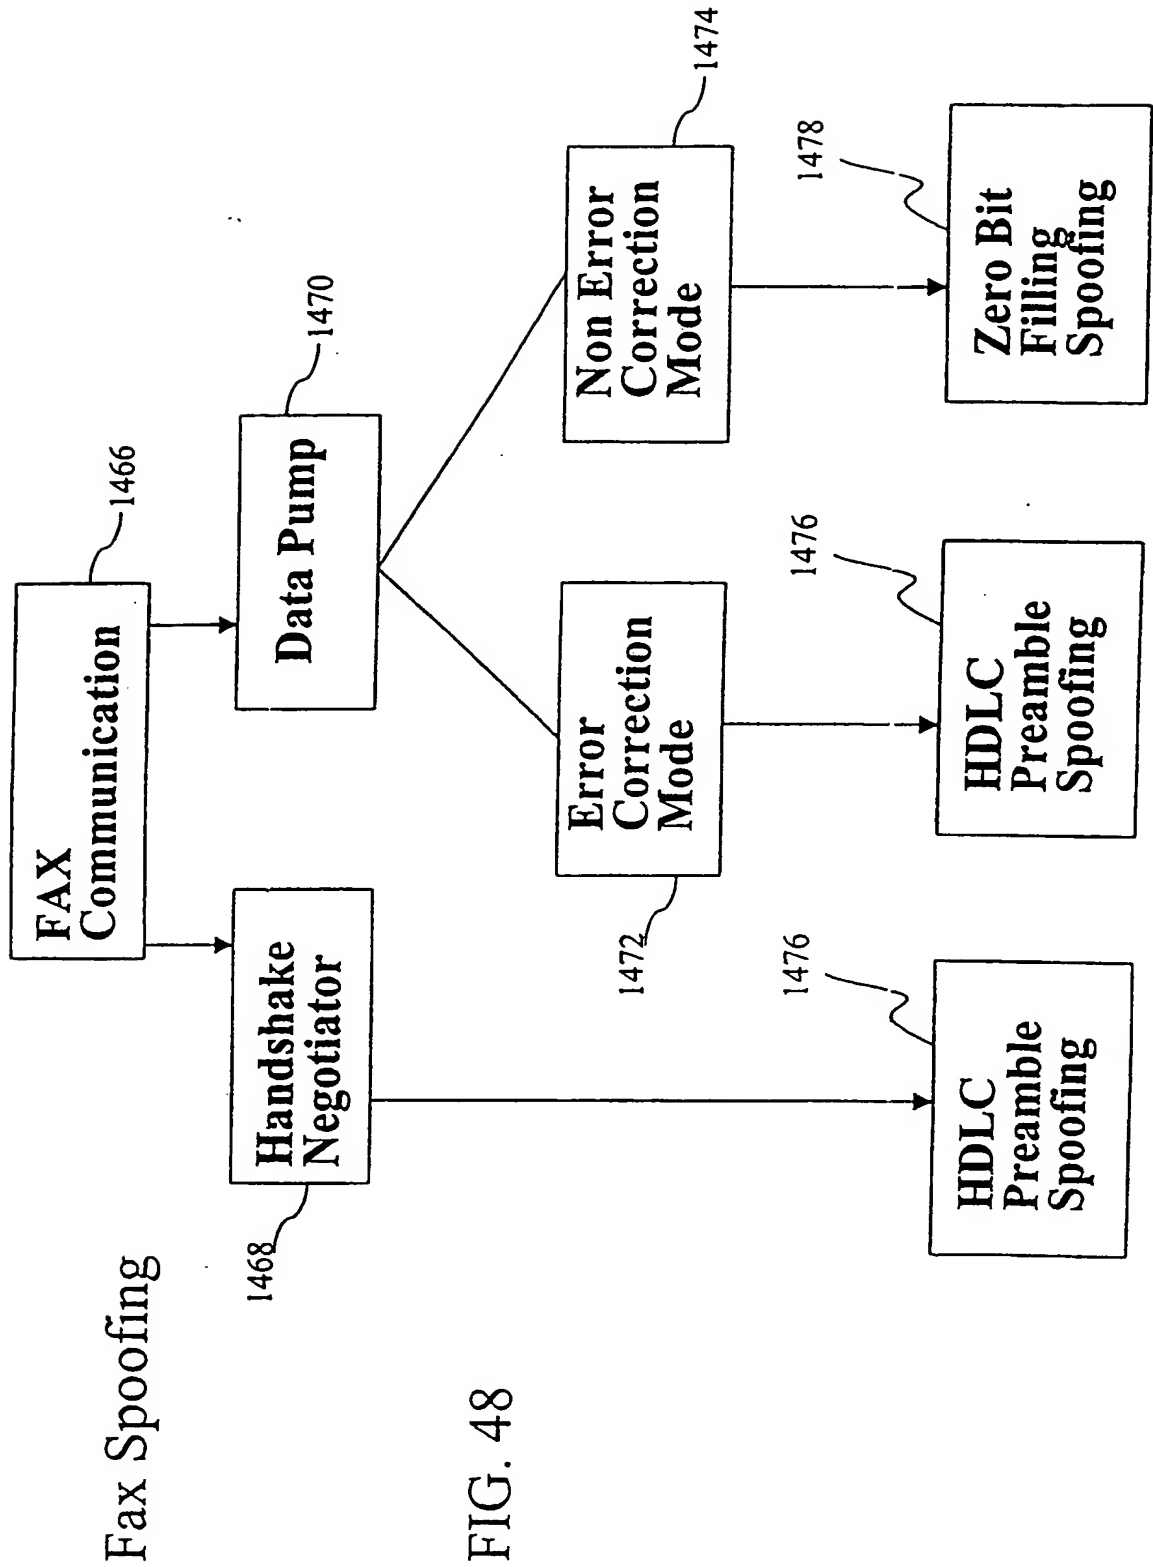 Fax Spoofing
FAX
Communication
1466
Handshake
Negotiator
1468
Data Pump
1470
Error
Correction
Mode
1472
Non Error
Correction
Mode
1474
HDLC
Preamble
Spoofing
1476
HDLC
Preamble
Spoofing
1476
Zero Bit
Filling
Spoofing
1478
FIG. 48